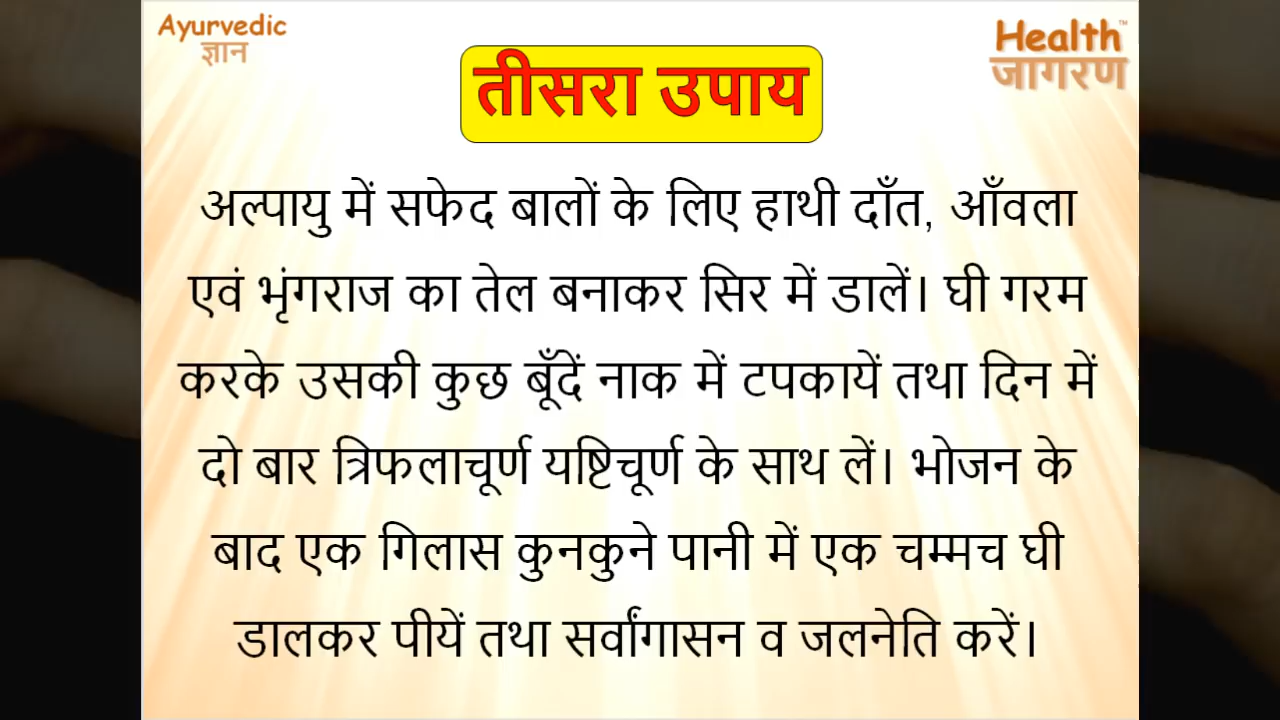 Ayurvedic
ज्ञान
Health™
जागरण
तीसरा उपाय
अल्पायु में सफेद बालों के लिए हाथी दाँत, आँवला
एवं भृंगराज का तेल बनाकर सिर में डालें। घी गरम
करके उसकी कुछ बूँदें नाक में टपकायें तथा दिन में
दो बार त्रिफलाचूर्ण यष्टिचूर्ण के साथ लें। भोजन के
बाद एक गिलास कुनकुने पानी में एक चम्मच घी
डालकर पीयें तथा सर्वांगासन व जलनेति करें।